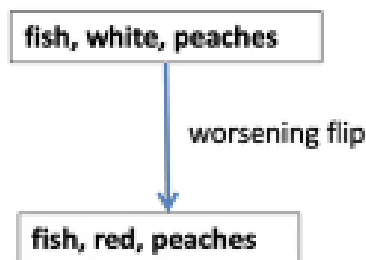 fish, white, peaches
worsening flip
fish, red, peaches